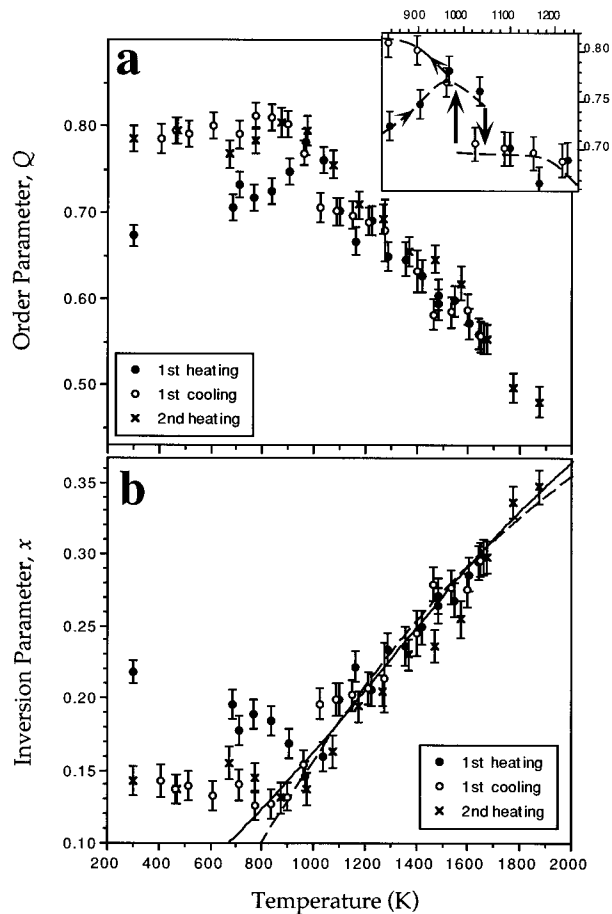 800 900 1000 1100 1200
a
0.80
0.75
0.70
0.80
0.70
0.60
0.50
Order Parameter, Q
1st heating
1st cooling
2nd heating
b
0.35
0.30
0.25
0.20
0.15
0.10
Inversion Parameter, x
1st heating
1st cooling
2nd heating
200 400 600 800 1000 1200 1400 1600 1800 2000
Temperature (K)